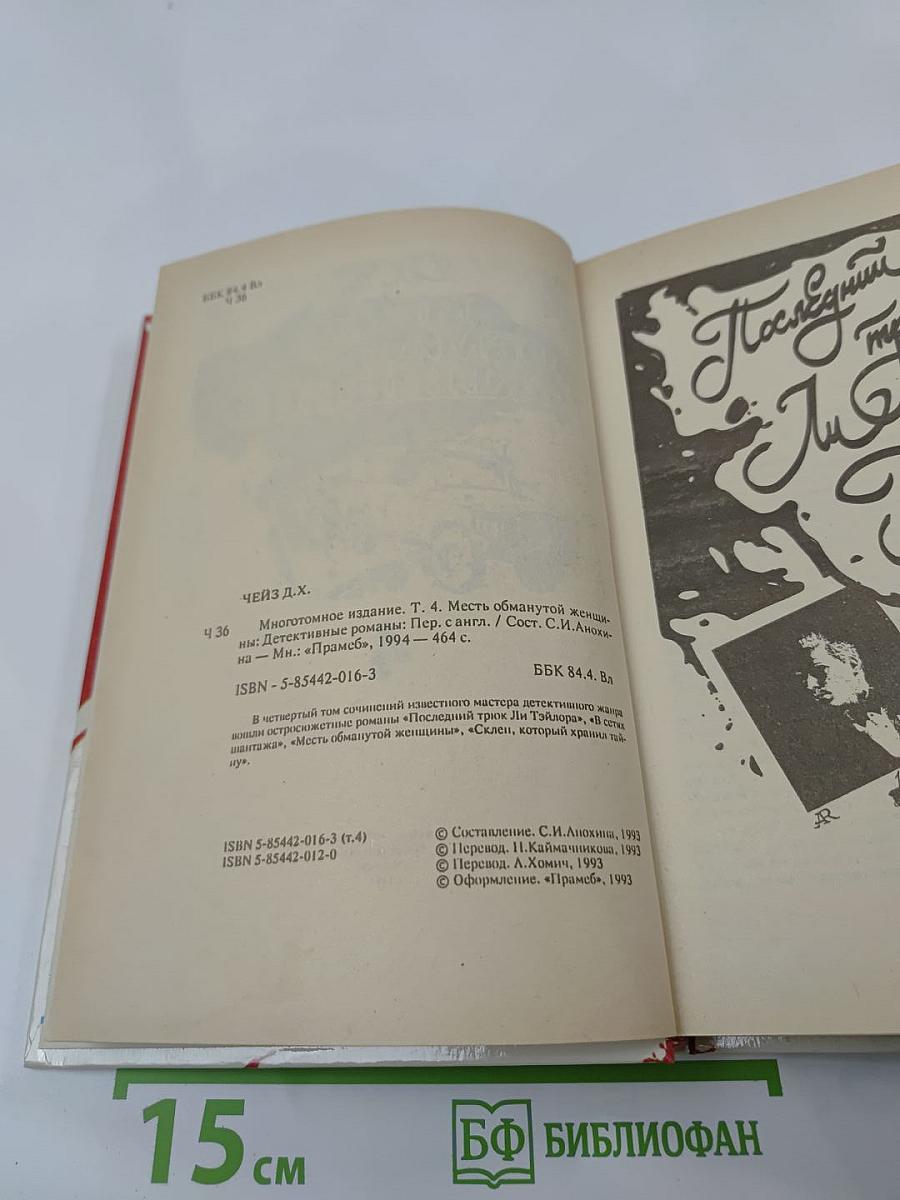 ББК 84.4 Вл
Ч 36
ЧЕЙЗ Д.Х.
Ч 36
Многотомное издание. Т. 4. Месть обманутой женщи-
ны: Детективные романы: Пер. с англ. / Сост. С.И.Анохи-
на — Мн.: «Прамеб», 1994 — 464 с.
ISBN - 5-85442-016-3
ББК 84.4. Вл
В четвертый том сочинений известного мастера детективного жанра
вошли остросюжетные романы «Последний трюк Ли Тэйлора», «В сетях
шантажа», «Месть обманутой женщины», «Склеп, который хранил тай-
ну».
ISBN 5-85442-016-3 (т.4)
ISBN 5-85442-012-0
© Составление. С.И.Анохина, 1993
© Перевод. Н.Каймачникова, 1993
© Перевод. А.Хомич, 1993
© Оформление. «Прамеб», 1993
Последний
Ли
15 см
БФ БИБЛИОФАН